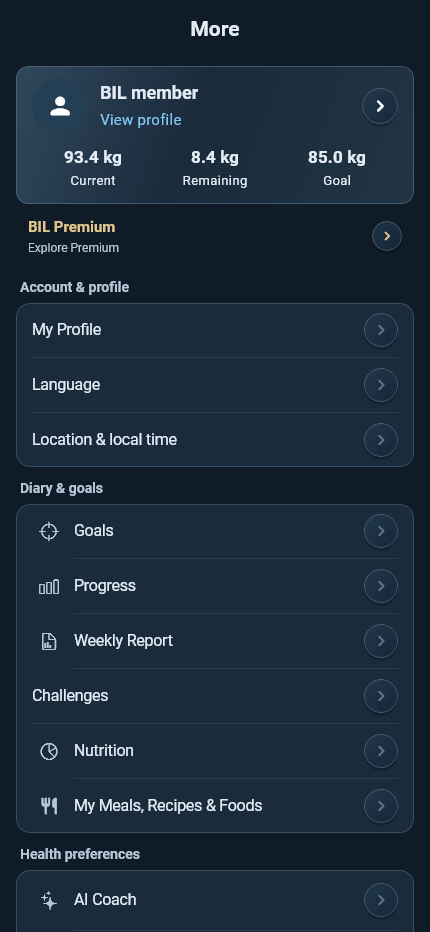 More
BIL member
View profile
93.4 kg
8.4 kg
85.0 kg
Current
Remaining
Goal
BIL Premium
Explore Premium
Account & profile
My Profile
Language
Location & local time
Diary & goals
Goals
Progress
Weekly Report
Challenges
Nutrition
My Meals, Recipes & Foods
Health preferences
AI Coach